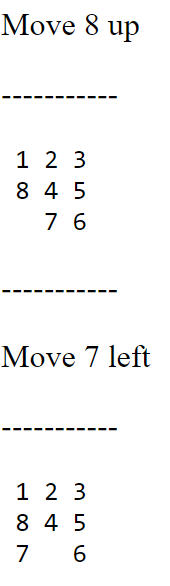 Move 8 up
-----------
1 2 3
8 4 5
  7 6
-----------
Move 7 left
-----------
1 2 3
8 4 5
7   6